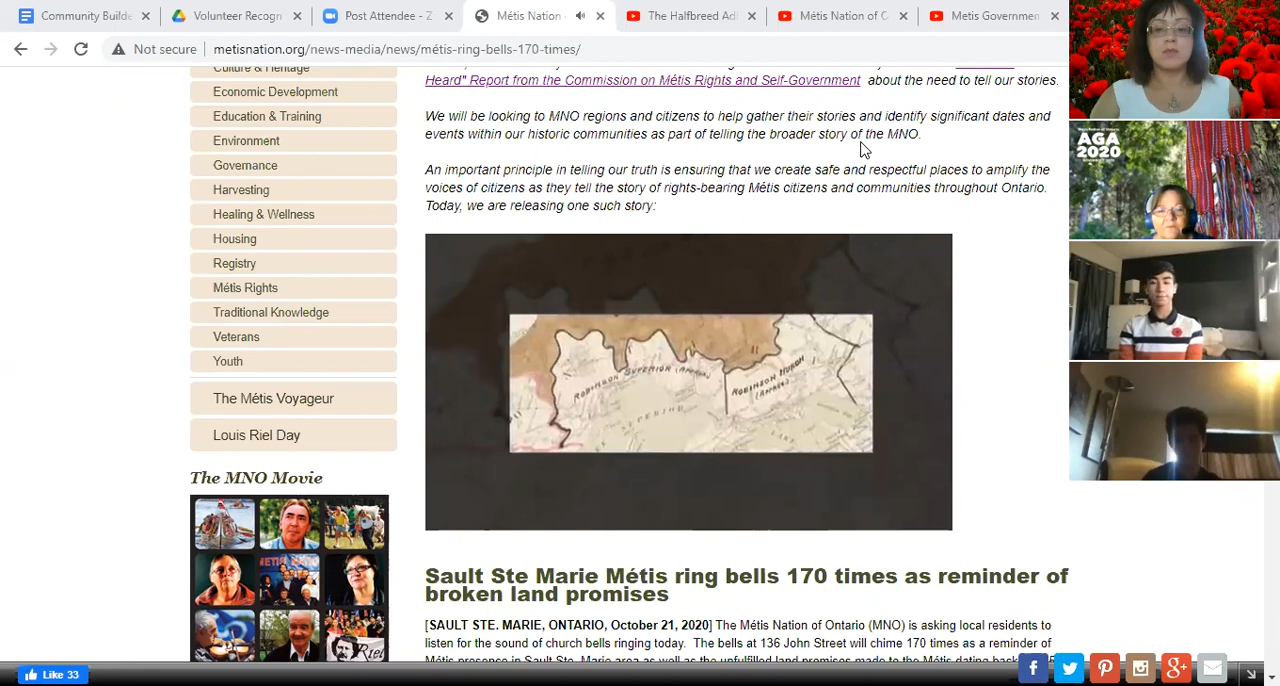 Community Builde
Volunteer Recogn
Post Attendee - Z
Métis Nation
The Halfbreed Ad
Métis Nation of C
Metis Governmen
Not secure
metisnation.org/news-media/news/metis-ring-bells-170-times/
Culture & Heritage
Economic Development
Education & Training
Environment
Governance
Harvesting
Healing & Wellness
Housing
Registry
Métis Rights
Traditional Knowledge
Veterans
Youth
The Métis Voyageur
Louis Riel Day
The MNO Movie
Heard" Report from the Commission on Métis Rights and Self-Government about the need to tell our stories.
We will be looking to MNO regions and citizens to help gather their stories and identify significant dates and
events within our historic communities as part of telling the broader story of the MNO.
An important principle in telling our truth is ensuring that we create safe and respectful places to amplify the
voices of citizens as they tell the story of rights-bearing Métis citizens and communities throughout Ontario.
Today, we are releasing one such story:
ROBINSON SUPERIOR
ROBINSON HURON
Sault Ste Marie Métis ring bells 170 times as reminder of
broken land promises
[SAULT STE. MARIE, ONTARIO, October 21, 2020] The Métis Nation of Ontario (MNO) is asking local residents to
listen for the sound of church bells ringing today. The bells at 136 John Street will chime 170 times as a reminder of
AGA
2020
Like 33